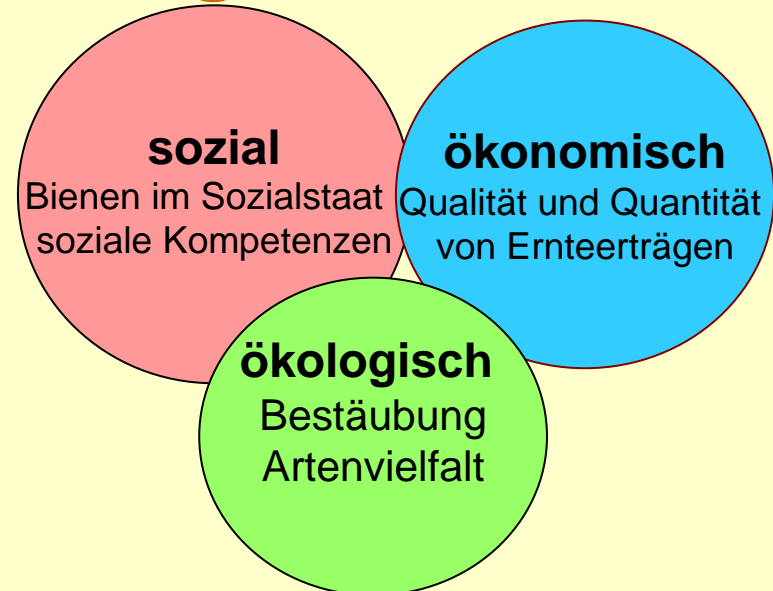 sozial
Bienen im Sozialstaat
soziale Kompetenzen
ökonomisch
Qualität und Quantität
von Ernteerträgen
ökologisch
Bestäubung
Artenvielfalt